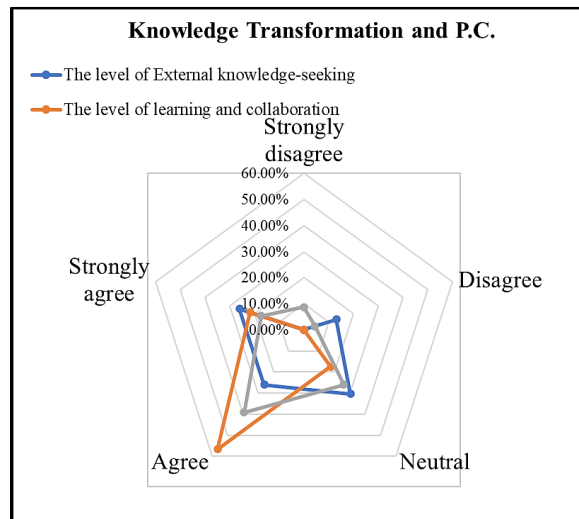 Knowledge Transformation and P.C.
The level of External knowledge-seeking
The level of learning and collaboration
Strongly
disagree
60.00%
50.00%
40.00%
30.00%
20.00%
10.00%
0.00%
Disagree
Neutral
Agree
Strongly
agree